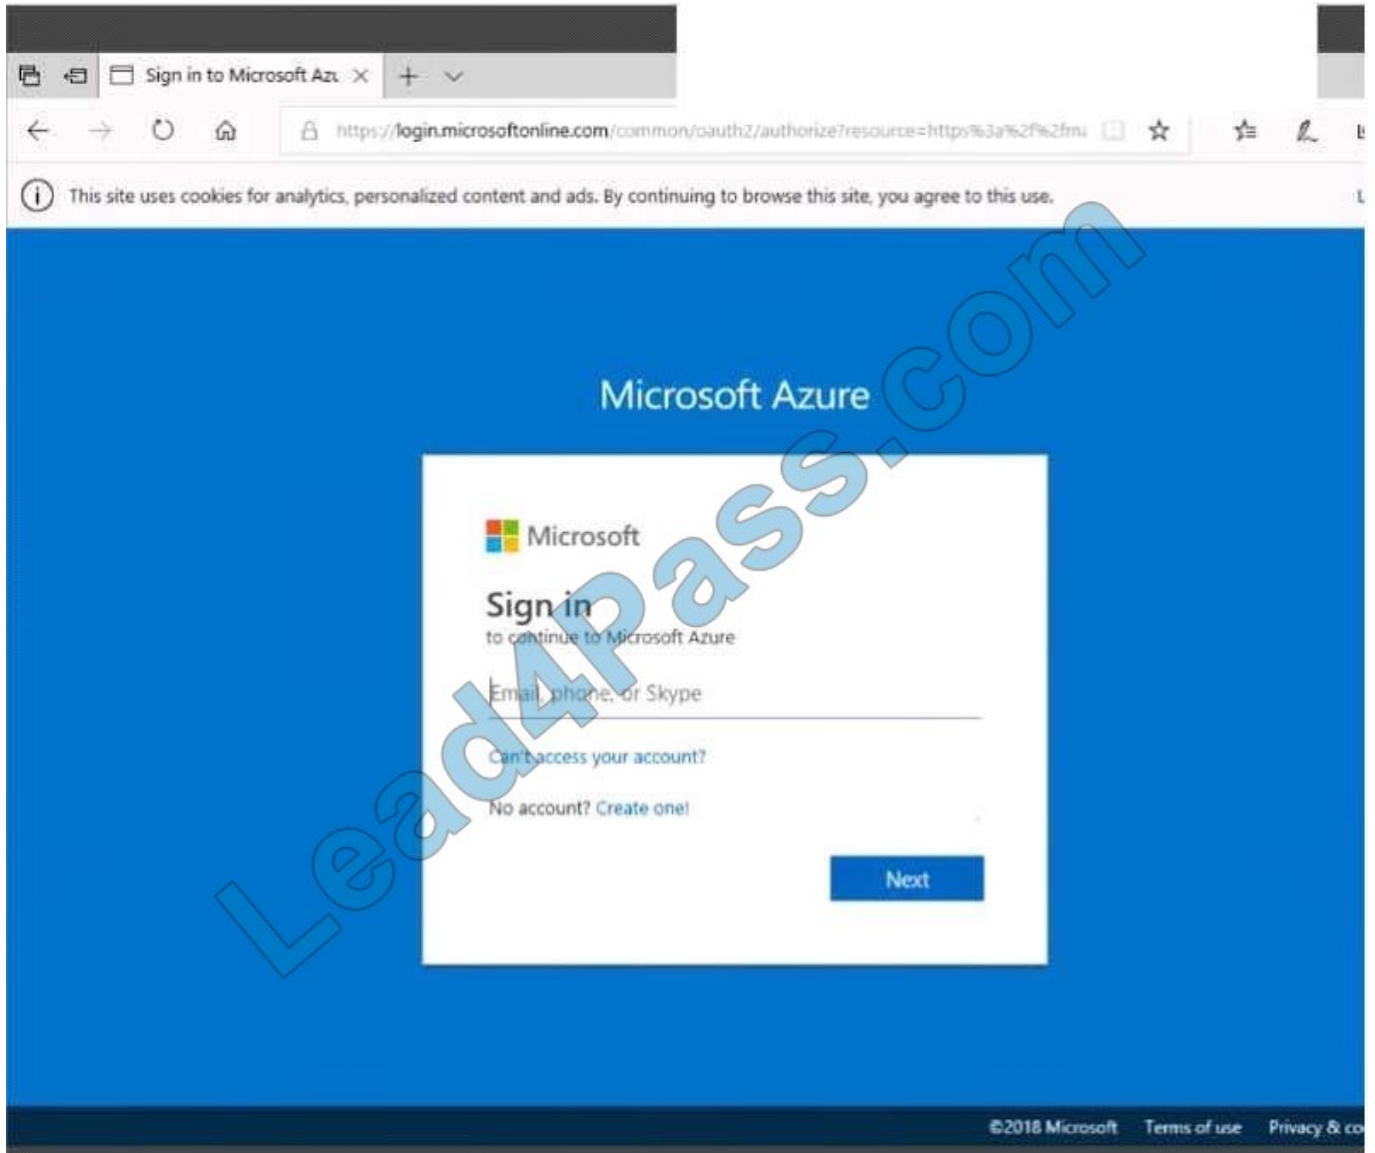 Sign in to Microsoft Azu
https://login.microsoftonline.com/common/oauth2/authorize?resource=https%3a%2f%2fma
This site uses cookies for analytics, personalized content and ads. By continuing to browse this site, you agree to this use.
Microsoft Azure
Microsoft
Sign in
to continue to Microsoft Azure
Email, phone, or Skype
Can't access your account?
No account? Create one!
Next
Lead4Pass.com
©2018 Microsoft Terms of use Privacy & co